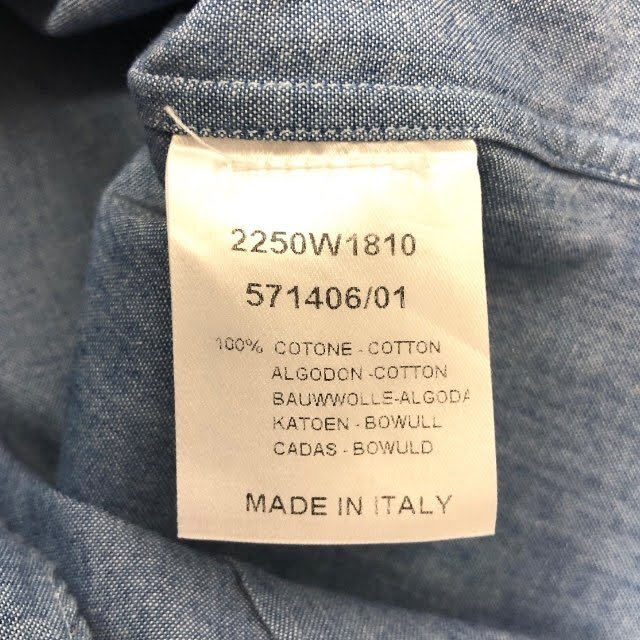 2250W1810
571406/01
100% COTONE - COTTON
ALGODON - COTTON
BAUWWOLLE-ALGODA
KATOEN - BOWULL
CADAS - BOWULD
MADE IN ITALY